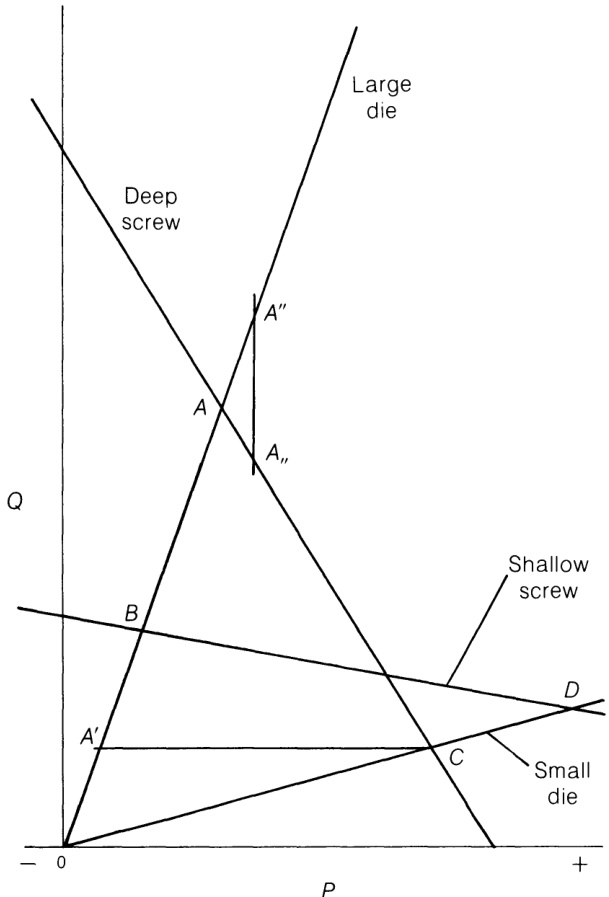 Large
die
Deep
screw
A″
A
A„
Q
Shallow
screw
B
D
A′
C
Small
die
− 0 +
P